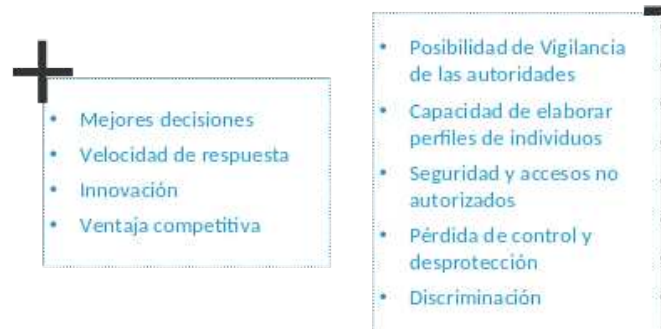 • Mejores decisiones
• Velocidad de respuesta
• Innovación
• Ventaja competitiva
• Posibilidad de Vigilancia
de las autoridades
• Capacidad de elaborar
perfiles de individuos
• Seguridad y accesos no
autorizados
• Pérdida de control y
desprotección
• Discriminación